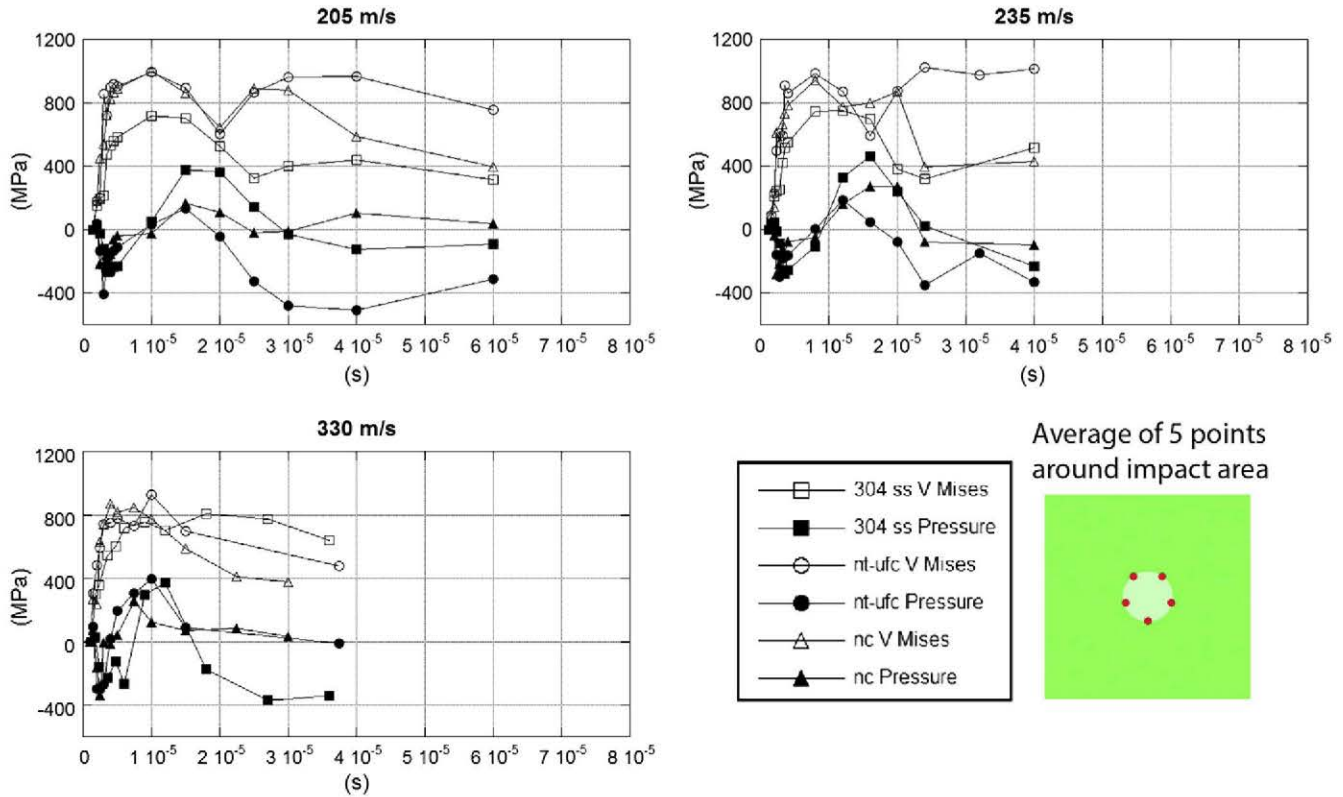 205 m/s
1200
800
400
0
-400
(MPa)
0 1 10⁻⁵ 2 10⁻⁵ 3 10⁻⁵ 4 10⁻⁵ 5 10⁻⁵ 6 10⁻⁵ 7 10⁻⁵ 8 10⁻⁵
(s)
235 m/s
1200
800
400
0
-400
(MPa)
0 1 10⁻⁵ 2 10⁻⁵ 3 10⁻⁵ 4 10⁻⁵ 5 10⁻⁵ 6 10⁻⁵ 7 10⁻⁵ 8 10⁻⁵
(s)
330 m/s
1200
800
400
0
-400
(MPa)
0 1 10⁻⁵ 2 10⁻⁵ 3 10⁻⁵ 4 10⁻⁵ 5 10⁻⁵ 6 10⁻⁵ 7 10⁻⁵ 8 10⁻⁵
(s)
304 ss V Mises
304 ss Pressure
nt-ufc V Mises
nt-ufc Pressure
nc V Mises
nc Pressure
Average of 5 points
around impact area